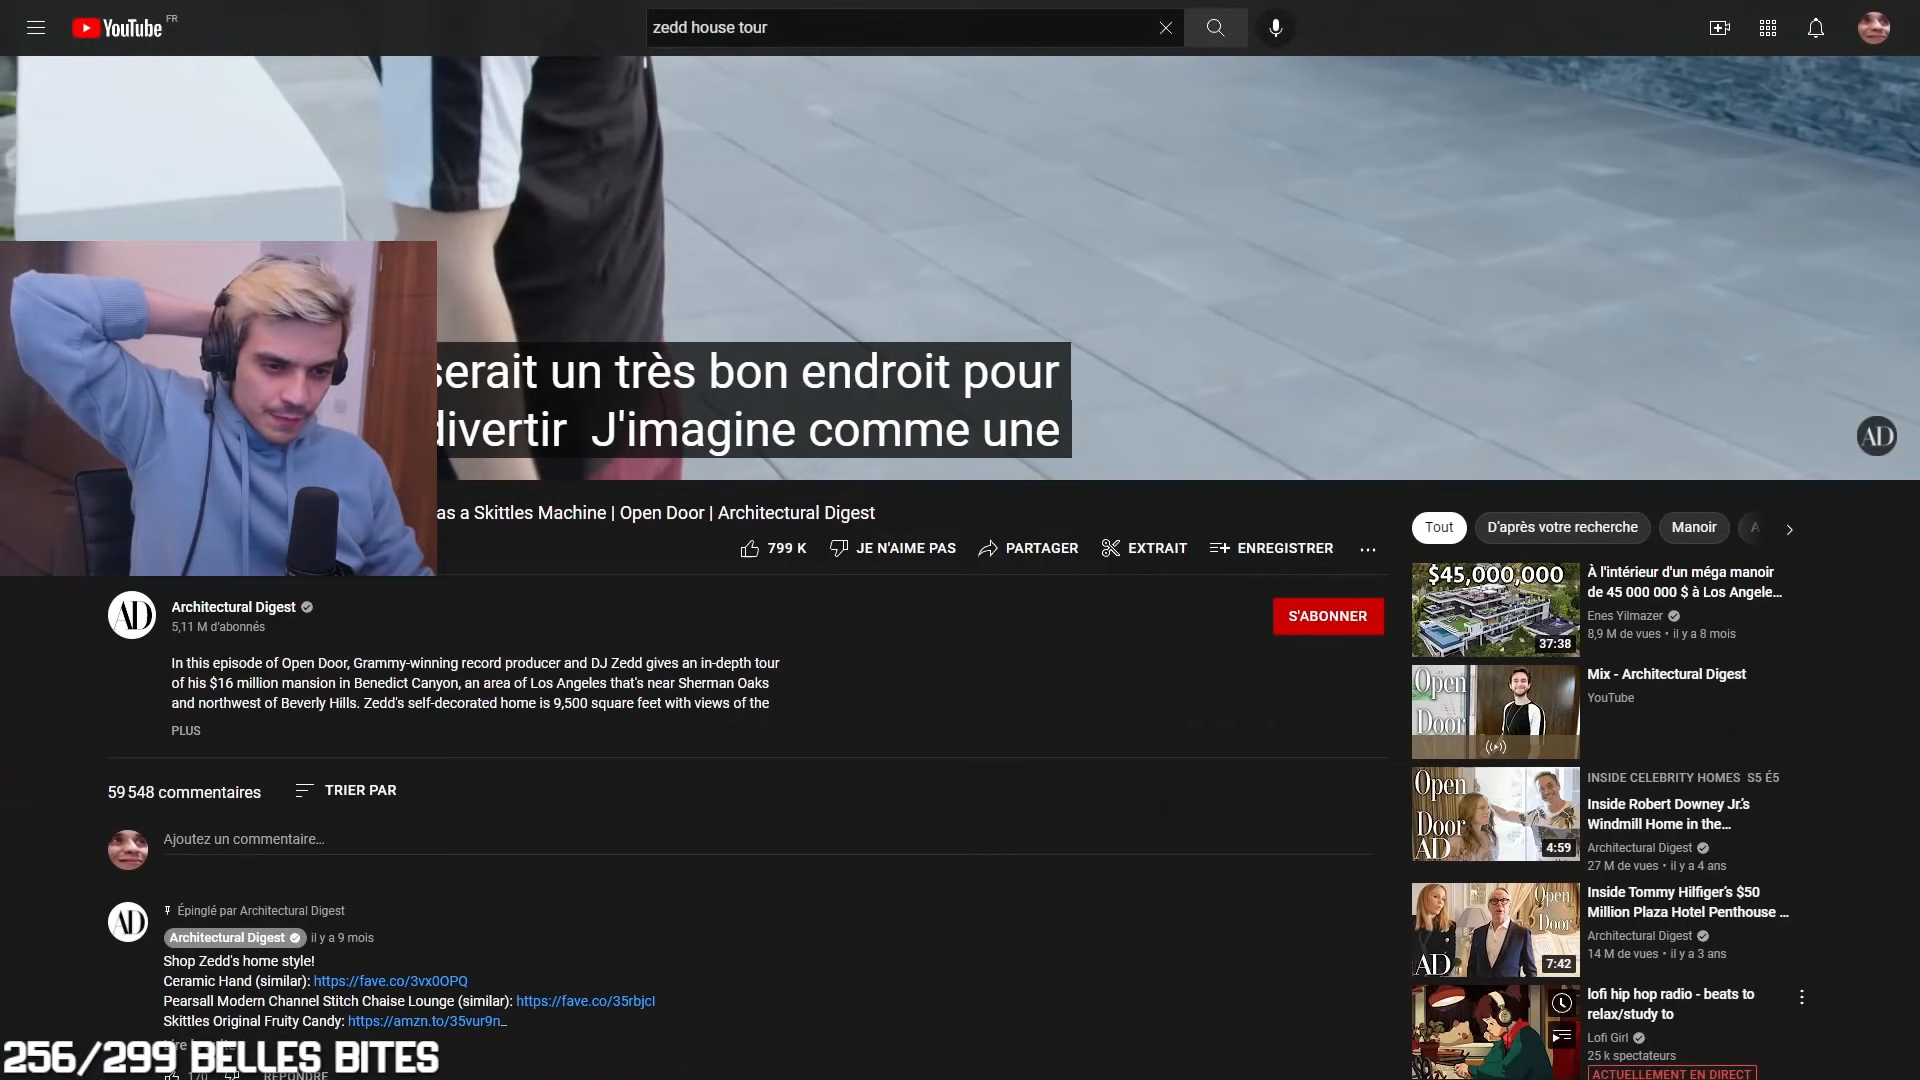 YouTube FR
zedd house tour
serait un très bon endroit pour
divertir J'imagine comme une
AD
as a Skittles Machine | Open Door | Architectural Digest
799 K
JE N'AIME PAS
PARTAGER
EXTRAIT
ENREGISTRER
AD
Architectural Digest
5,11 M d'abonnés
S'ABONNER
In this episode of Open Door, Grammy-winning record producer and DJ Zedd gives an in-depth tour
of his $16 million mansion in Benedict Canyon, an area of Los Angeles that's near Sherman Oaks
and northwest of Beverly Hills. Zedd's self-decorated home is 9,500 square feet with views of the
PLUS
59 548 commentaires
TRIER PAR
Ajoutez un commentaire...
AD
Épinglé par Architectural Digest
Architectural Digest il y a 9 mois
Shop Zedd's home style!
Ceramic Hand (similar): https://fave.co/3vx0OPQ
Pearsall Modern Channel Stitch Chaise Lounge (similar): https://fave.co/35rbjcI
Skittles Original Fruity Candy: https://amzn.to/35vur9n
256/299 BELLES BITES
170
RÉPONDRE
Tout
D'après votre recherche
Manoir
A
$45,000,000
37:38
À l'intérieur d'un méga manoir
de 45 000 000 $ à Los Angele...
Enes Yilmazer
8,9 M de vues • il y a 8 mois
Open
Door
Mix - Architectural Digest
YouTube
Open
Door
AD
4:59
INSIDE CELEBRITY HOMES S5 É5
Inside Robert Downey Jr.'s
Windmill Home in the...
Architectural Digest
27 M de vues • il y a 4 ans
Open
Door
AD
7:42
Inside Tommy Hilfiger's $50
Million Plaza Hotel Penthouse ...
Architectural Digest
14 M de vues • il y a 3 ans
lofi hip hop radio - beats to
relax/study to
Lofi Girl
25 k spectateurs
ACTUELLEMENT EN DIRECT